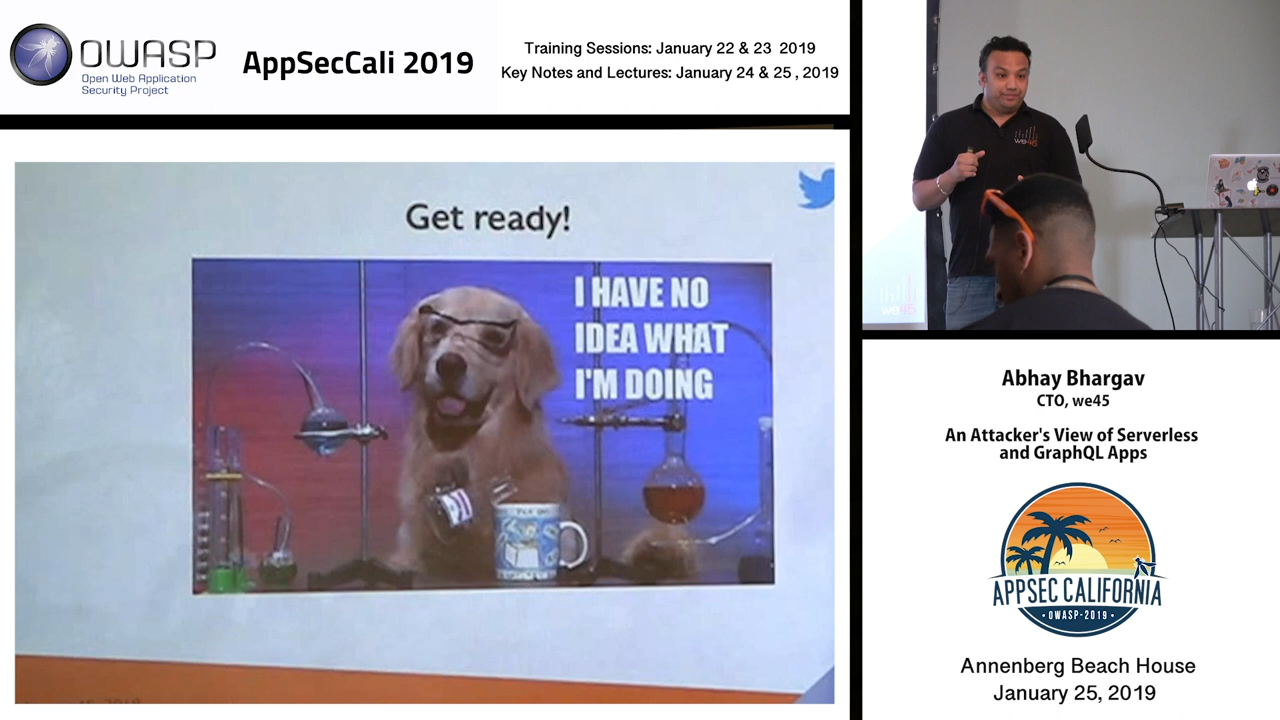 OWASP
Open Web Application
Security Project
AppSecCali 2019
Training Sessions: January 22 & 23 2019
Key Notes and Lectures: January 24 & 25 , 2019
Get ready!
I HAVE NO
IDEA WHAT
I'M DOING
we45
we45
Abhay Bhargav
CTO, we45
An Attacker's View of Serverless
and GraphQL Apps
APPSEC CALIFORNIA
• OWASP-2019 •
Annenberg Beach House
January 25, 2019